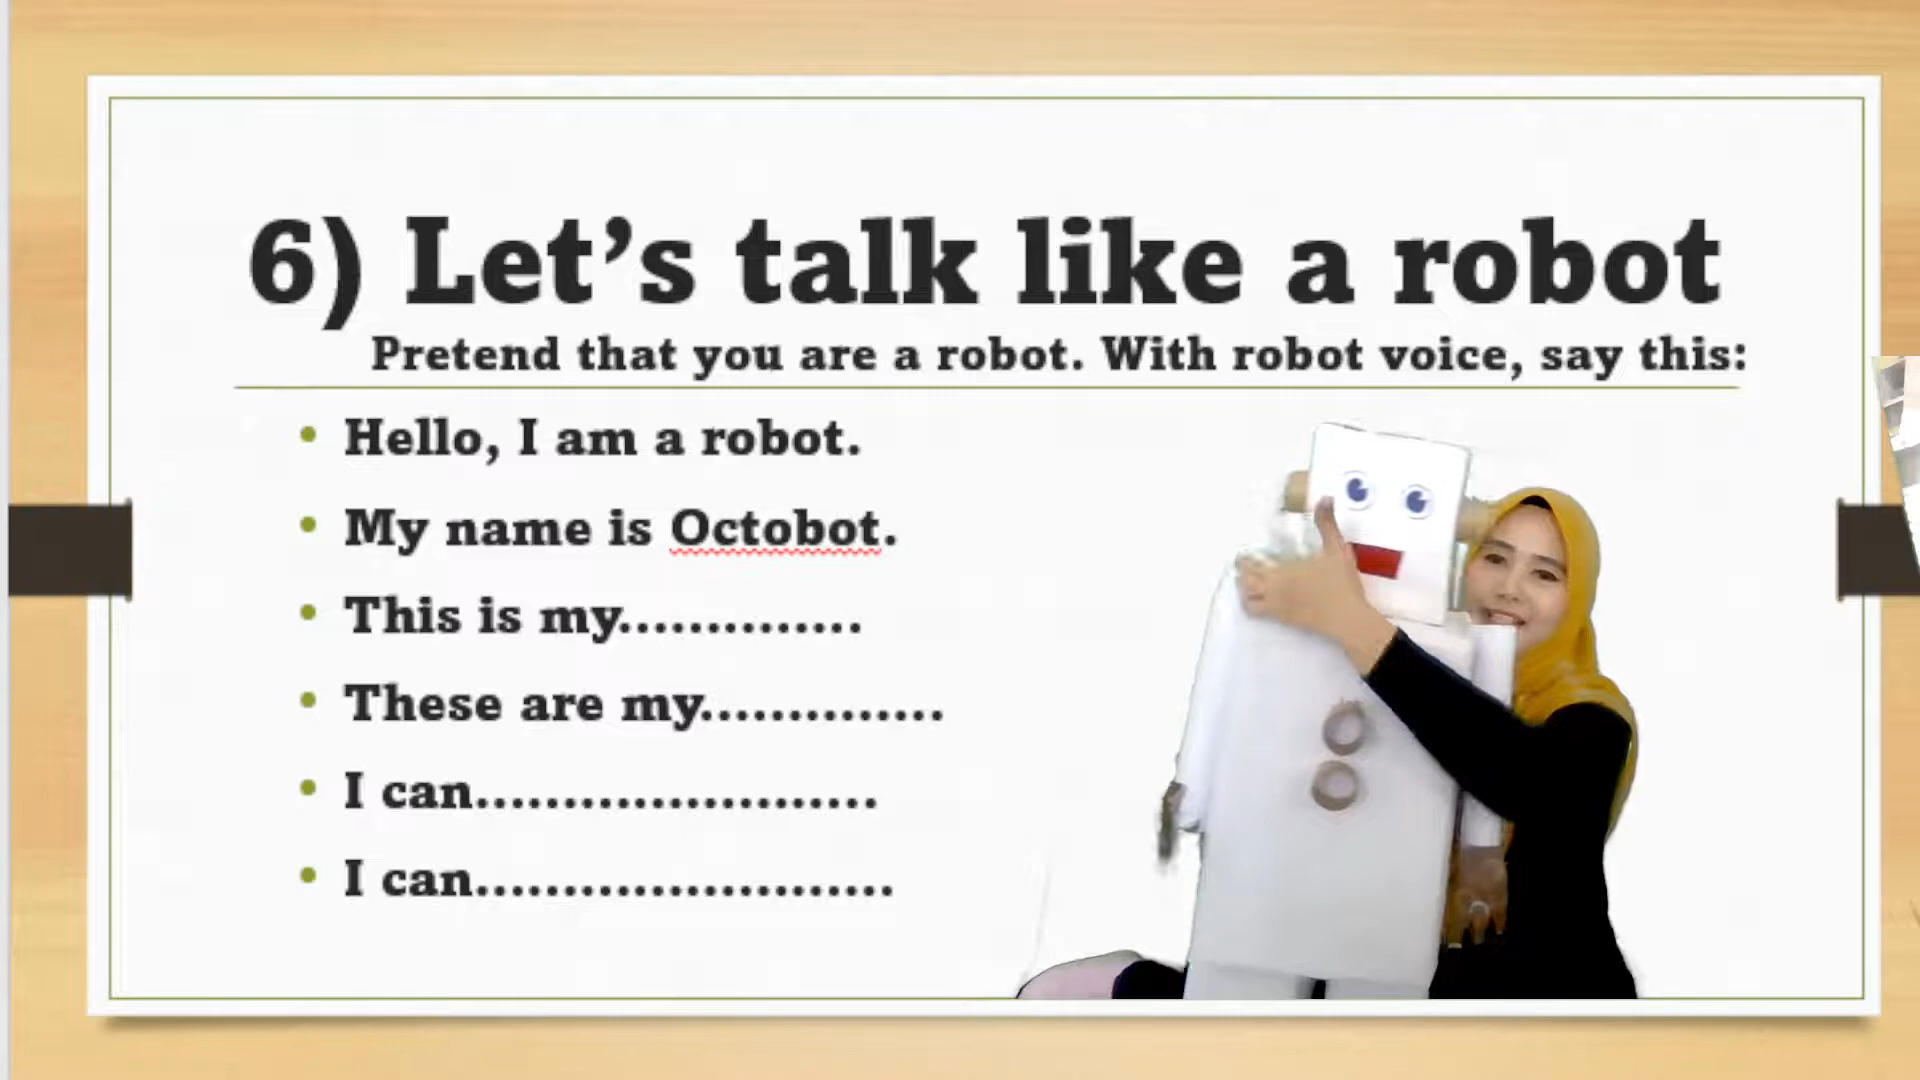 6) Let’s talk like a robot
Pretend that you are a robot. With robot voice, say this:
• Hello, I am a robot.
• My name is Octobot.
• This is my..............
• These are my..............
• I can.......................
• I can........................